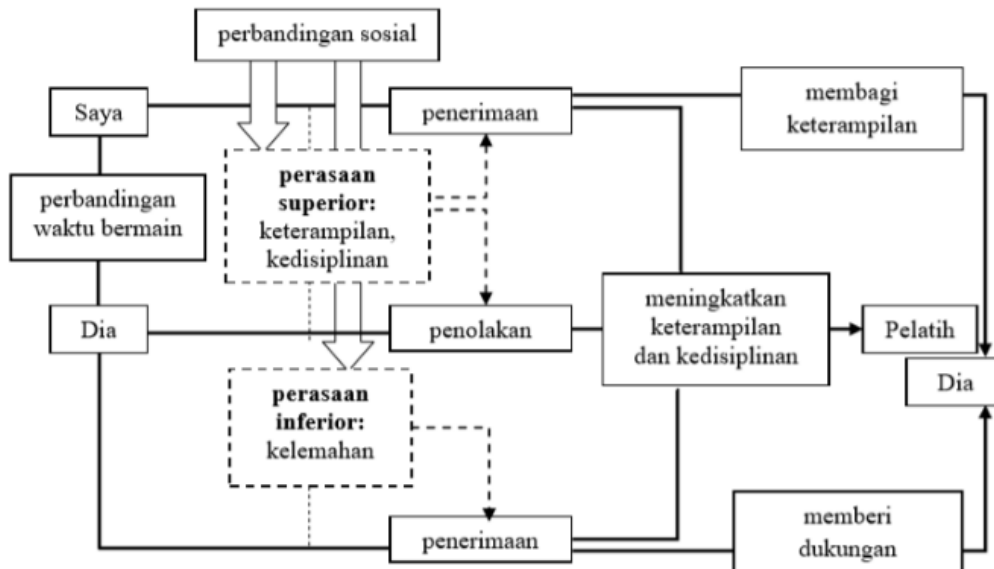 perbandingan sosial
Saya
penerimaan
membagi
keterampilan
perbandingan
waktu bermain
perasaan
superior:
keterampilan,
kedisiplinan
Dia
penolakan
meningkatkan
keterampilan
dan kedisiplinan
Pelatih
Dia
perasaan
inferior:
kelemahan
penerimaan
memberi
dukungan